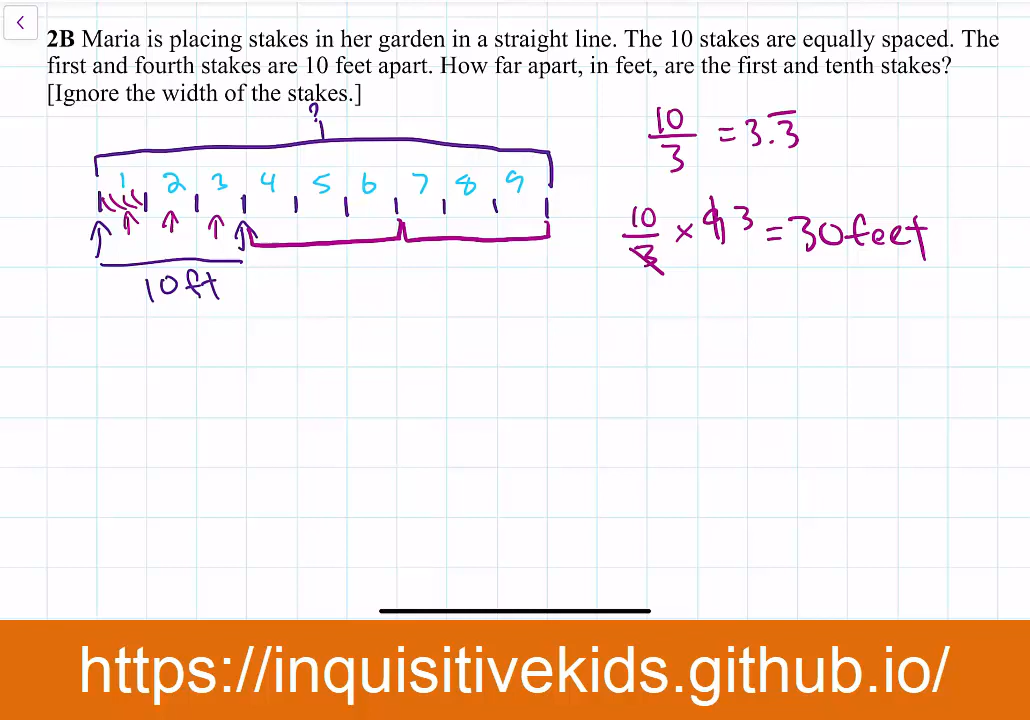 2B Maria is placing stakes in her garden in a straight line. The 10 stakes are equally spaced. The
first and fourth stakes are 10 feet apart. How far apart, in feet, are the first and tenth stakes?
[Ignore the width of the stakes.]
?
1 2 3 4 5 6 7 8 9
10ft
10/3 = 3.3̅
10/3 × 9 3 = 30 feet
https://inquisitivekids.github.io/